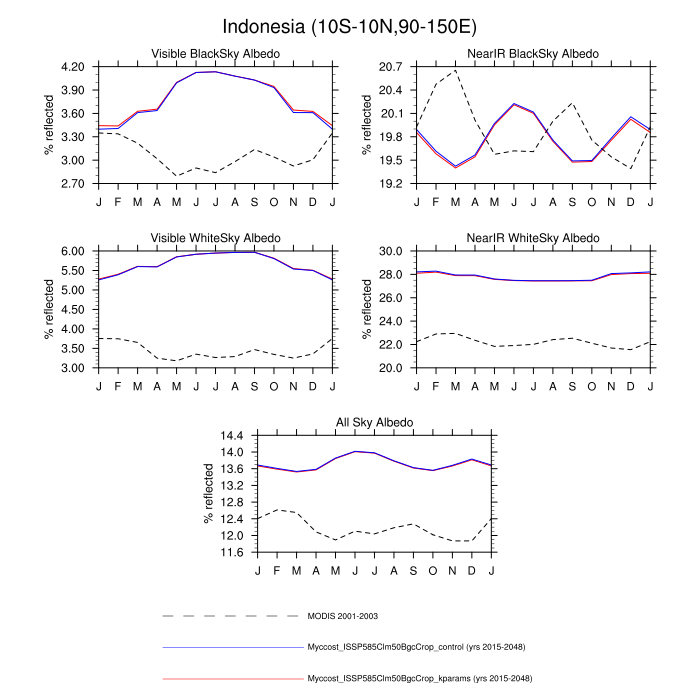 Indonesia (10S-10N,90-150E)
Visible BlackSky Albedo
% reflected
4.20
3.90
3.60
3.30
3.00
2.70
J F M A M J J A S O N D J
NearIR BlackSky Albedo
% reflected
20.7
20.4
20.1
19.8
19.5
19.2
J F M A M J J A S O N D J
Visible WhiteSky Albedo
% reflected
6.00
5.50
5.00
4.50
4.00
3.50
3.00
J F M A M J J A S O N D J
NearIR WhiteSky Albedo
% reflected
30.0
28.0
26.0
24.0
22.0
20.0
J F M A M J J A S O N D J
All Sky Albedo
% reflected
14.4
14.0
13.6
13.2
12.8
12.4
12.0
11.6
J F M A M J J A S O N D J
MODIS 2001-2003
Myccost_ISSP585Clm50BgcCrop_control (yrs 2015-2048)
Myccost_ISSP585Clm50BgcCrop_kparams (yrs 2015-2048)